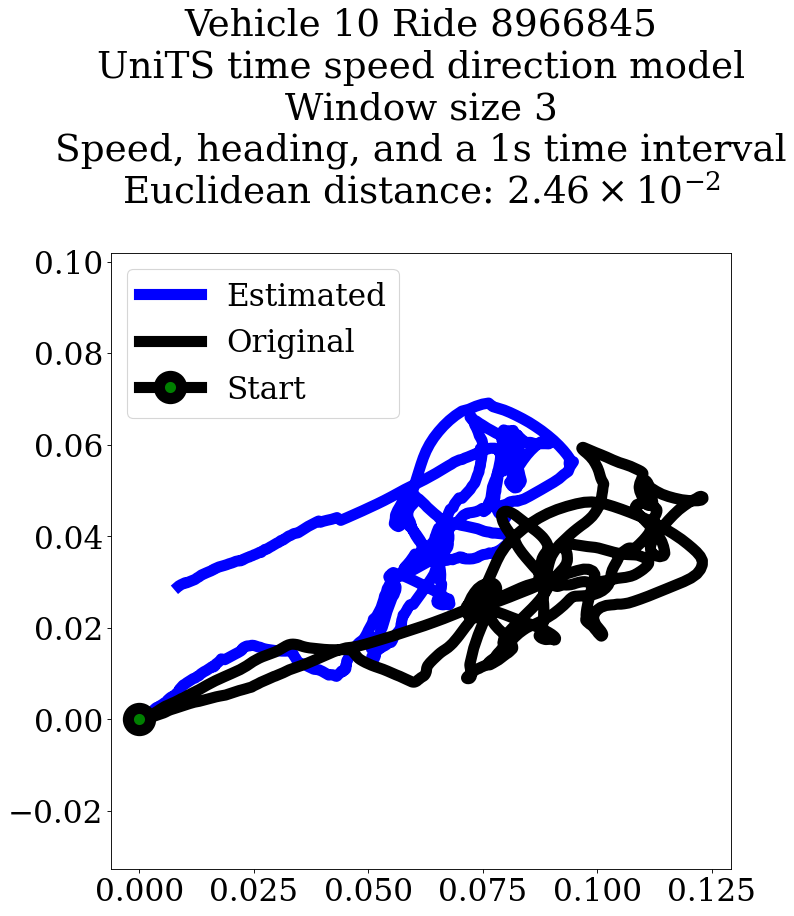 Vehicle 10 Ride 8966845
UniTS time speed direction model
Window size 3
Speed, heading, and a 1s time interval
Euclidean distance: 2.46 × 10⁻²
0.10
0.08
0.06
0.04
0.02
0.00
−0.02
Estimated
Original
Start
0.000 0.025 0.050 0.075 0.100 0.125